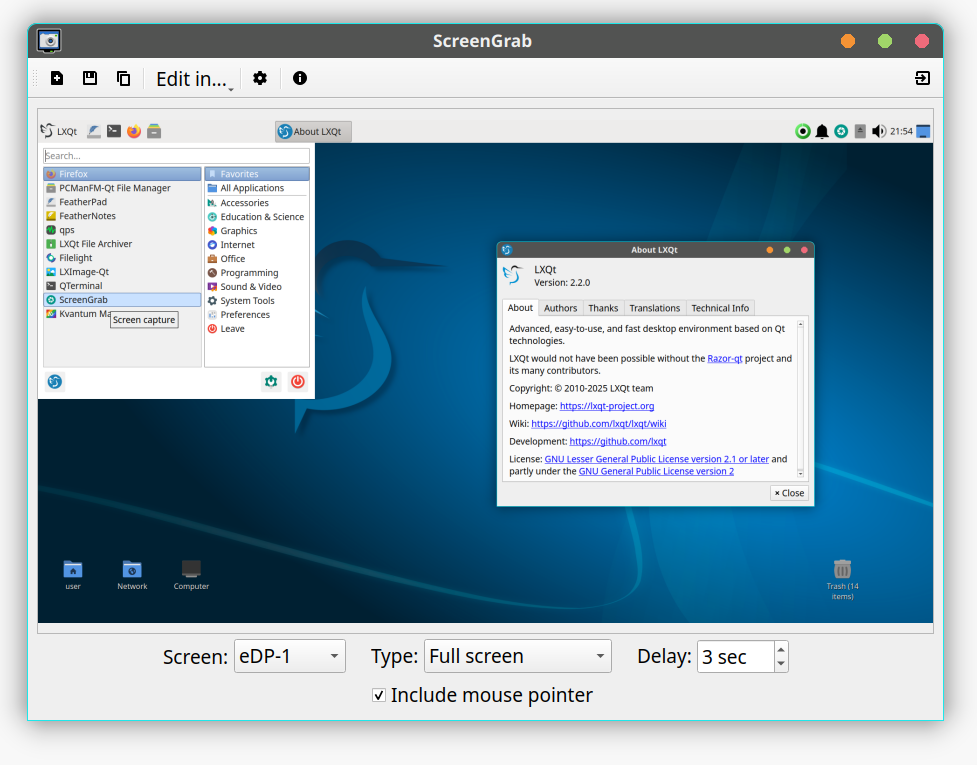 ScreenGrab
Edit in...
LXQt
About LXQt
21:54
Search...
Firefox
PCManFM-Qt File Manager
FeatherPad
FeatherNotes
qps
LXQt File Archiver
Filelight
LXImage-Qt
QTerminal
ScreenGrab
Kvantum Ma
Screen capture
Favorites
All Applications
Accessories
Education & Science
Graphics
Internet
Office
Programming
Sound & Video
System Tools
Preferences
Leave
About LXQt
LXQt
Version: 2.2.0
About
Authors
Thanks
Translations
Technical Info
Advanced, easy-to-use, and fast desktop environment based on Qt
technologies.
LXQt would not have been possible without the Razor-qt project and
its many contributors.
Copyright: © 2010-2025 LXQt team
Homepage: https://lxqt-project.org
Wiki: https://github.com/lxqt/lxqt/wiki
Development: https://github.com/lxqt
License: GNU Lesser General Public License version 2.1 or later and
partly under the GNU General Public License version 2
Close
user
Network
Computer
Trash (14
items)
Screen: eDP-1
Type: Full screen
Delay: 3 sec
Include mouse pointer